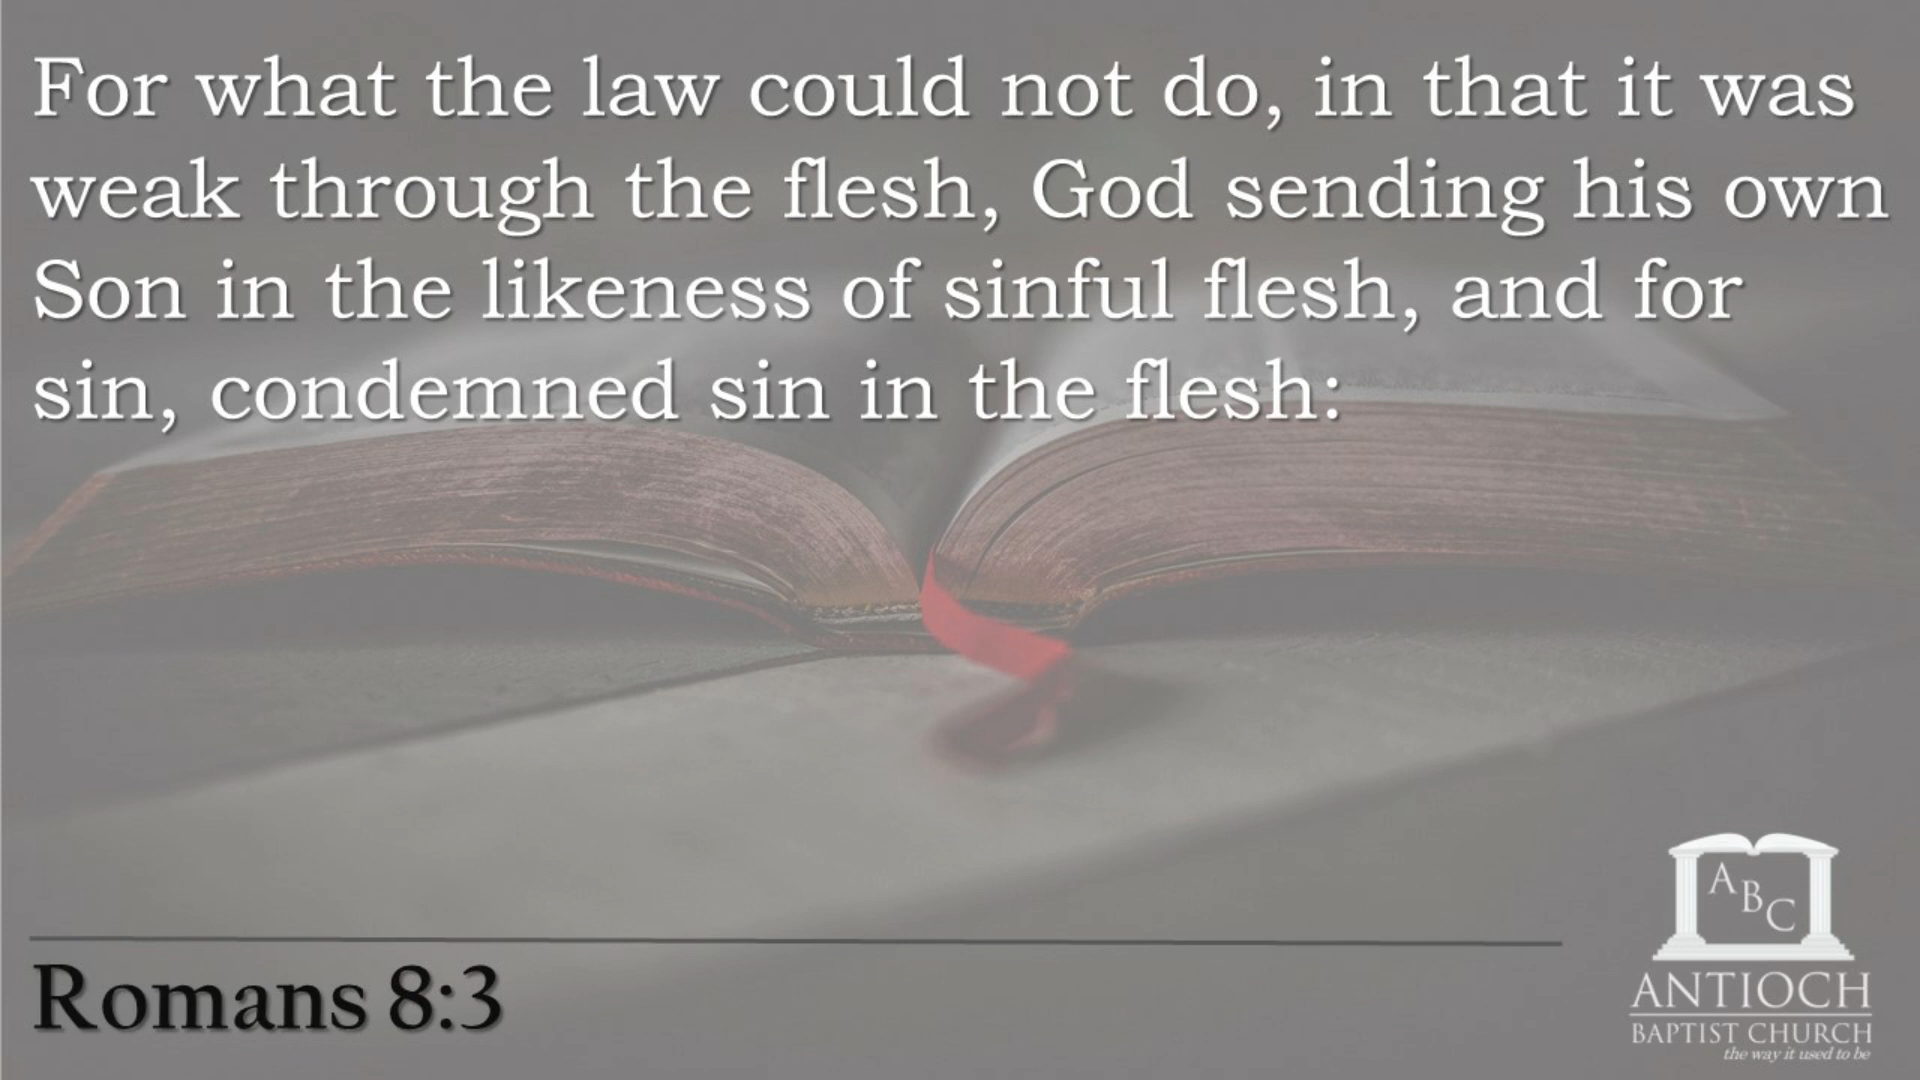 For what the law could not do, in that it was
weak through the flesh, God sending his own
Son in the likeness of sinful flesh, and for
sin, condemned sin in the flesh:
Romans 8:3
A B C
ANTIOCH
BAPTIST CHURCH
the way it used to be